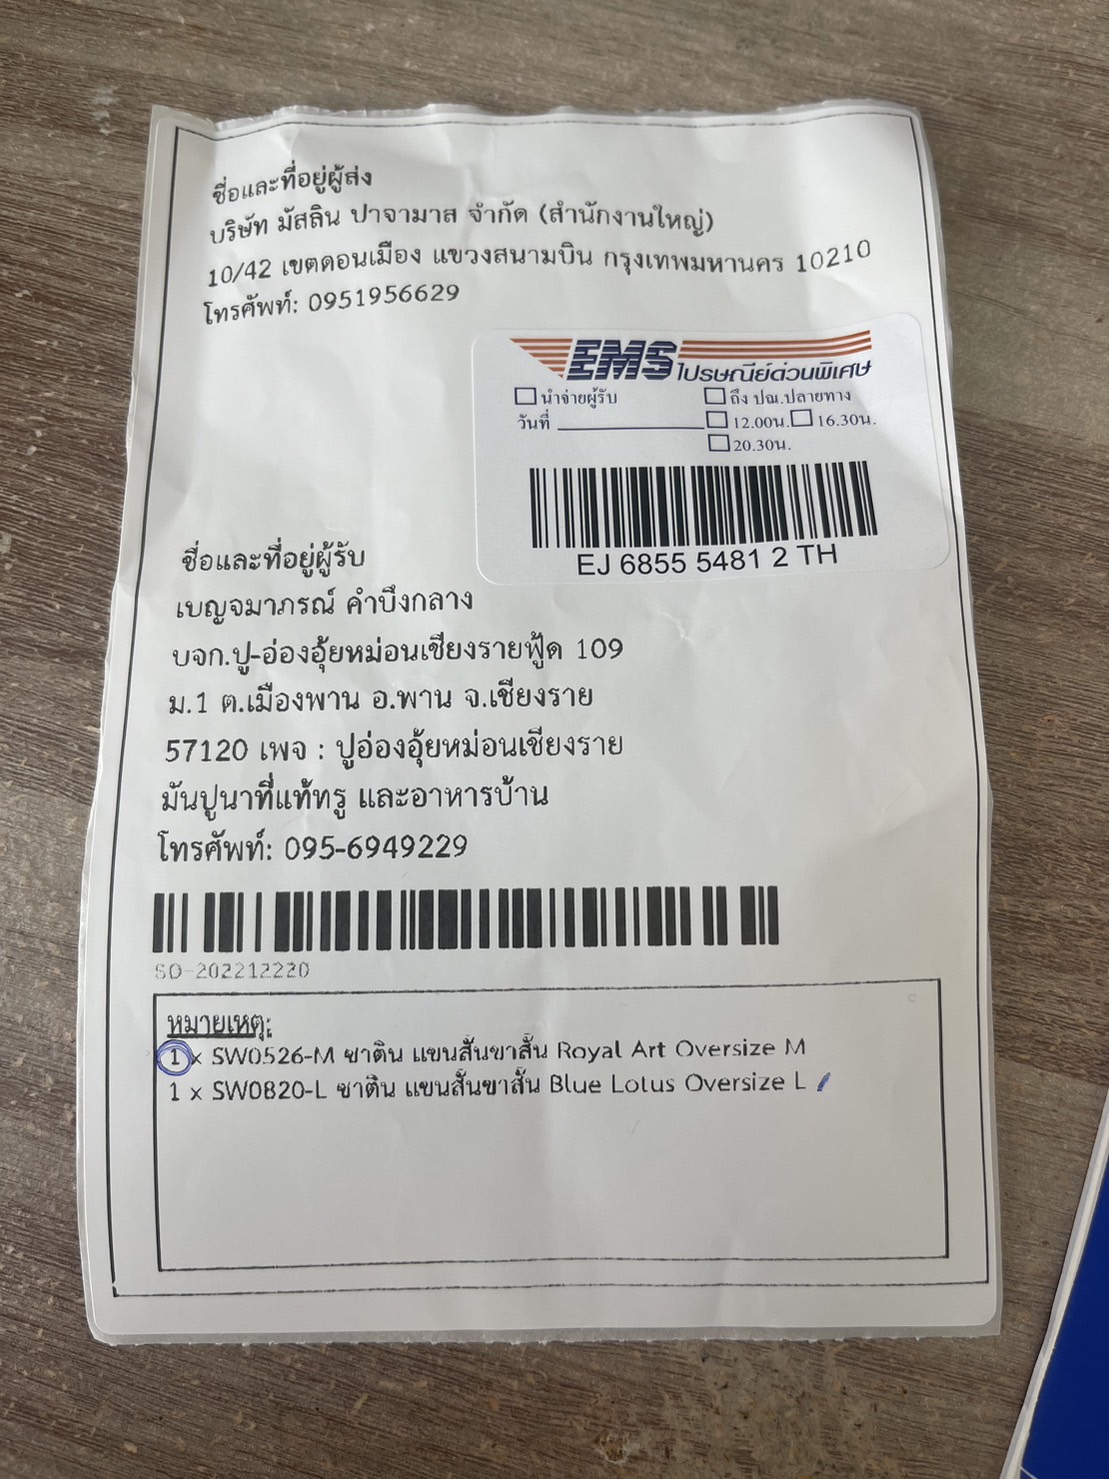 ชื่อและที่อยู่ผู้ส่ง
บริษัท มัสลิน ปาจามาส จำกัด (สำนักงานใหญ่)
10/42 เขตดอนเมือง แขวงสนามบิน กรุงเทพมหานคร 10210
โทรศัพท์: 0951956629
EMS ไปรษณีย์ด่วนพิเศษ
นำจ่ายผู้รับ ถึง ปณ.ปลายทาง
วันที่ 12.00น. 16.30น.
20.30น.
EJ 6855 5481 2 TH
ชื่อและที่อยู่ผู้รับ
เบญจมาภรณ์ คำบึงกลาง
บจก.ปู-อ่องอุ้ยหม่อนเชียงรายฟู้ด 109
ม.1 ต.เมืองพาน อ.พาน จ.เชียงราย
57120 เพจ : ปูอ่องอุ้ยหม่อนเชียงราย
มันปูนาที่แท้ทรู และอาหารบ้าน
โทรศัพท์: 095-6949229
SO-202212220
หมายเหตุ:
1 x SW0526-M ซาติน แขนสั้นขาสั้น Royal Art Oversize M
1 x SW0820-L ซาติน แขนสั้นขาสั้น Blue Lotus Oversize L